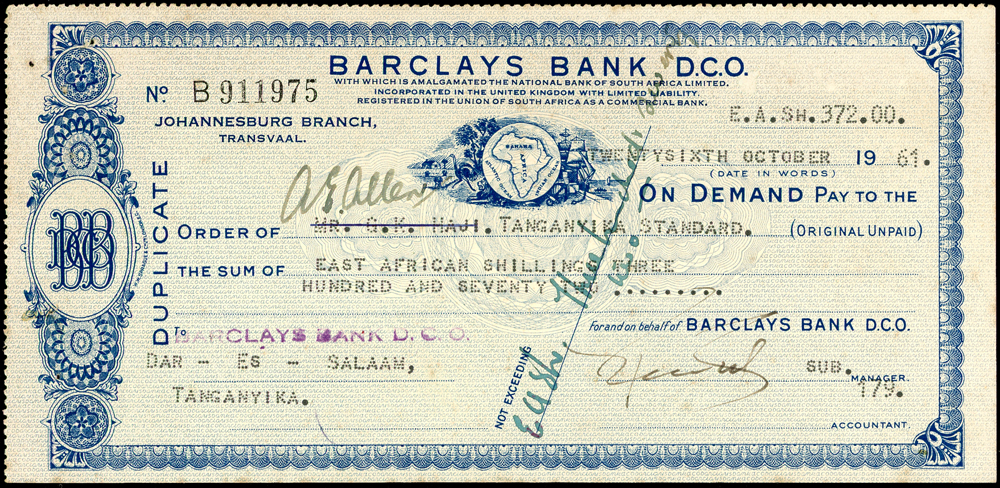 BARCLAYS BANK D.C.O.
WITH WHICH IS AMALGAMATED THE NATIONAL BANK OF SOUTH AFRICA LIMITED.
INCORPORATED IN THE UNITED KINGDOM WITH LIMITED LIABILITY.
REGISTERED IN THE UNION OF SOUTH AFRICA AS A COMMERCIAL BANK.
No. B 911975
JOHANNESBURG BRANCH,
TRANSVAAL.
E.A.SH.372.00.
TWENTYSIXTH OCTOBER 19 61.
(DATE IN WORDS)
SAHARA
AFRICA
DUPLICATE
ON DEMAND PAY TO THE
A.E. Allen
ORDER OF MR. G.K. HAJI. TANGANYIKA STANDARD. (ORIGINAL UNPAID)
THE SUM OF EAST AFRICAN SHILLINGS THREE
HUNDRED AND SEVENTY TWO .........
To BARCLAYS BANK D.C.O.
DAR - ES - SALAAM,
TANGANYIKA.
NOT EXCEEDING
E A Shs.
For and on behalf of BARCLAYS BANK D.C.O.
SUB. MANAGER.
179.
ACCOUNTANT.